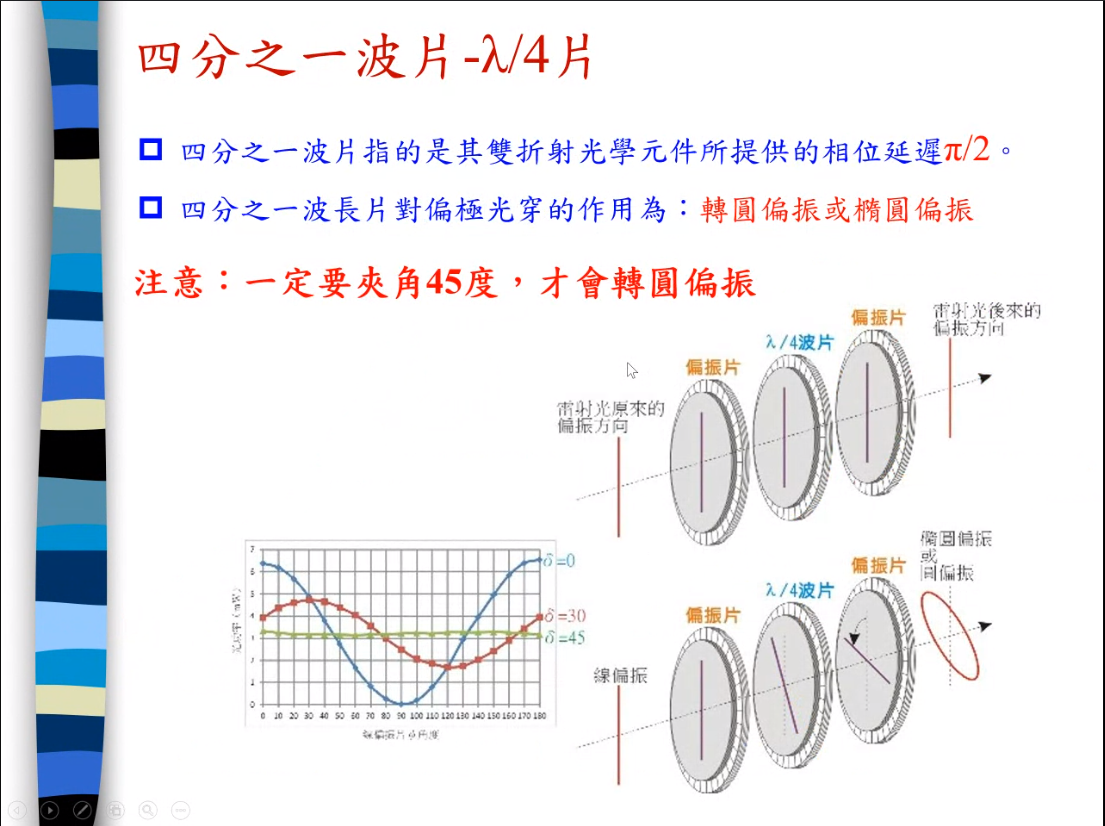 四分之一波片-λ/4片
四分之一波片指的是其雙折射光學元件所提供的相位延遲π/2。
四分之一波長片對偏極光穿的作用為：轉圓偏振或橢圓偏振
注意：一定要夾角45度，才會轉圓偏振
雷射光後來的
偏振方向
偏振片
λ/4波片
偏振片
雷射光原來的
偏振方向
橢圓偏振
或
圓偏振
偏振片
λ/4波片
偏振片
線偏振
7
6
5
4
3
2
1
0
δ=0
δ=30
δ=45
0 10 20 30 40 50 60 70 80 90 100 110 120 130 140 150 160 170 180
線偏振片φ角度